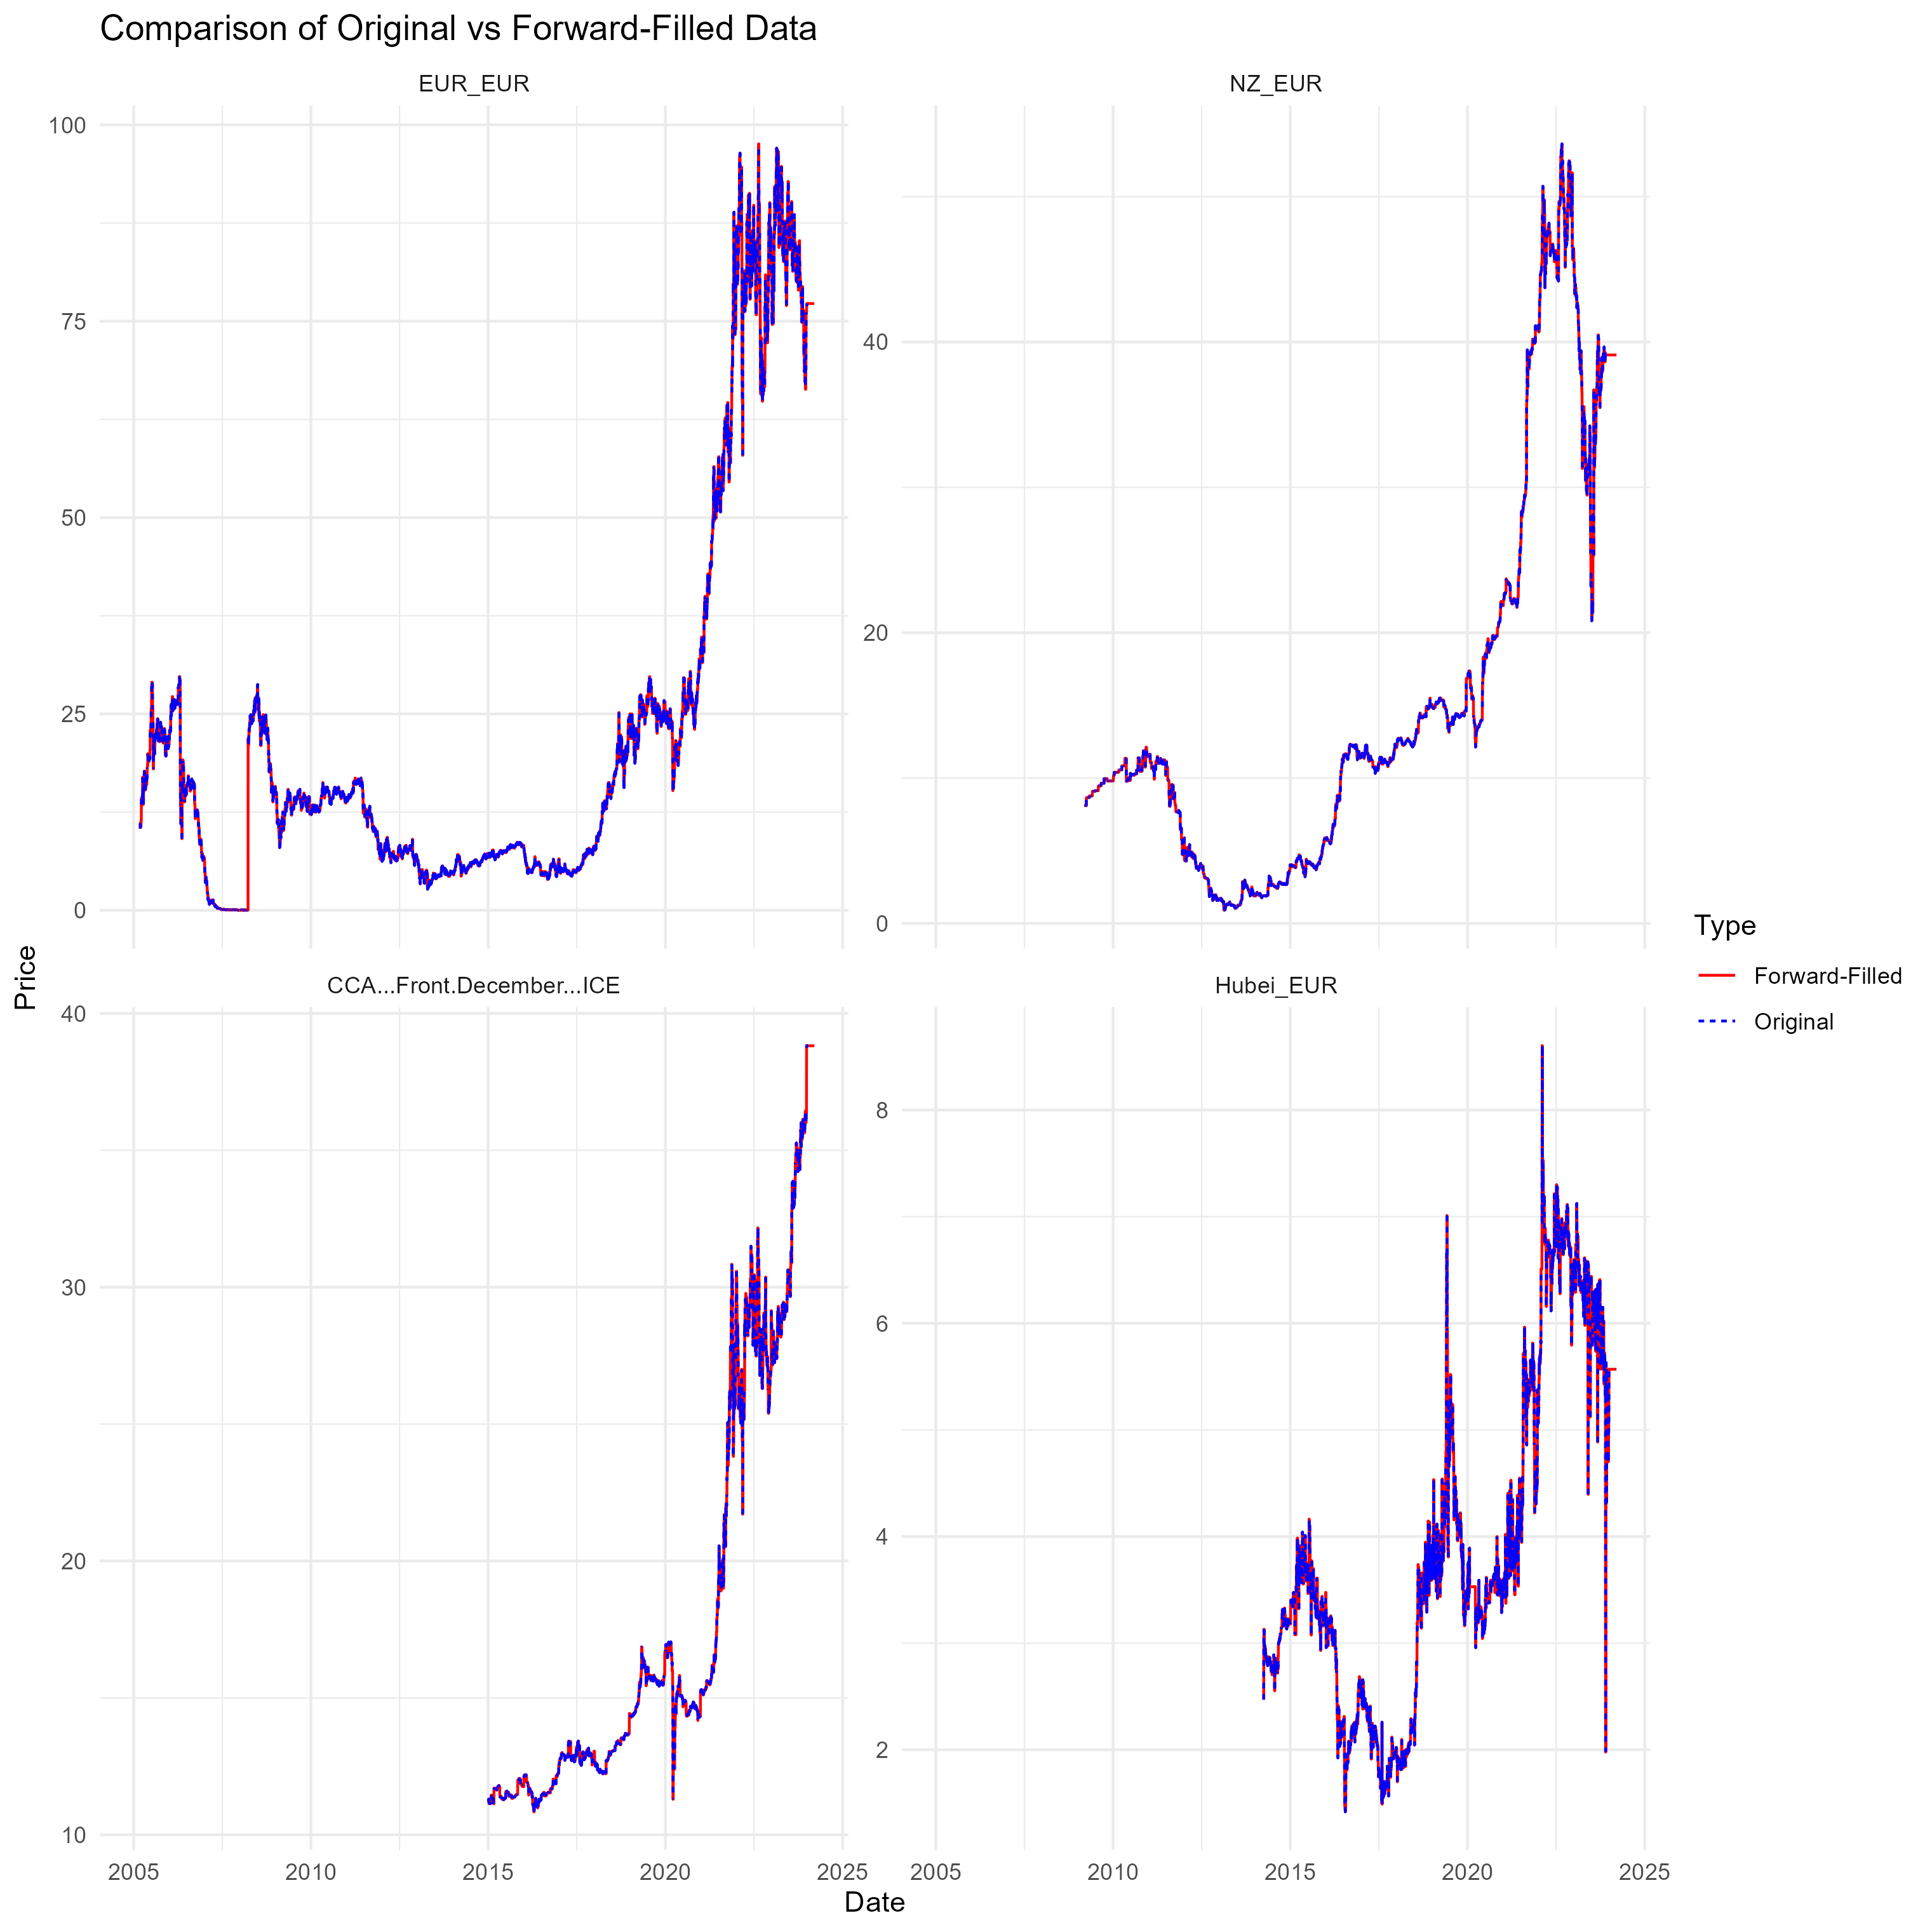 Comparison of Original vs Forward-Filled Data
EUR_EUR
NZ_EUR
100
75
50
25
0
40
20
0
Price
CCA...Front.December...ICE
Hubei_EUR
40
30
20
10
8
6
4
2
2005
2010
2015
2020
2025
2005
2010
2015
2020
2025
Date
Type
Forward-Filled
Original